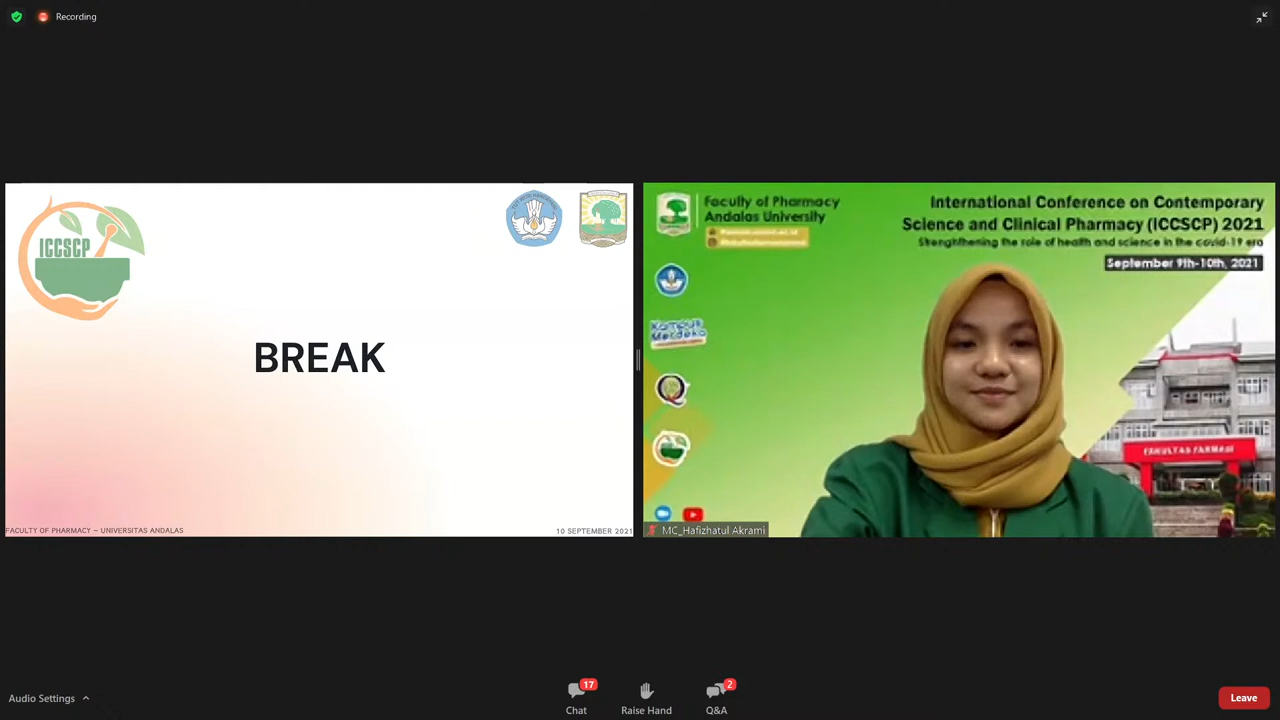 Recording
ICCSCP
BREAK
FACULTY OF PHARMACY – UNIVERSITAS ANDALAS
10 SEPTEMBER 2021
Faculty of Pharmacy
Andalas University
International Conference on Contemporary
Science and Clinical Pharmacy (ICCSCP) 2021
Strengthening the role of health and science in the covid-19 era
September 9th-10th, 2021
Kampus
Merdeka
FAKULTAS FARMASI
MC_Hafizhatul Akrami
Audio Settings
17
Chat
Raise Hand
2
Q&A
Leave